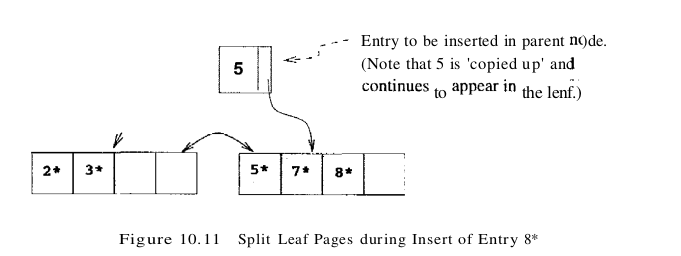 Entry to be inserted in parent node.
(Note that 5 is 'copied up' and
continues to appear in the lenf.)
5
2* 3* 5* 7* 8*
Figure 10.11 Split Leaf Pages during Insert of Entry 8*